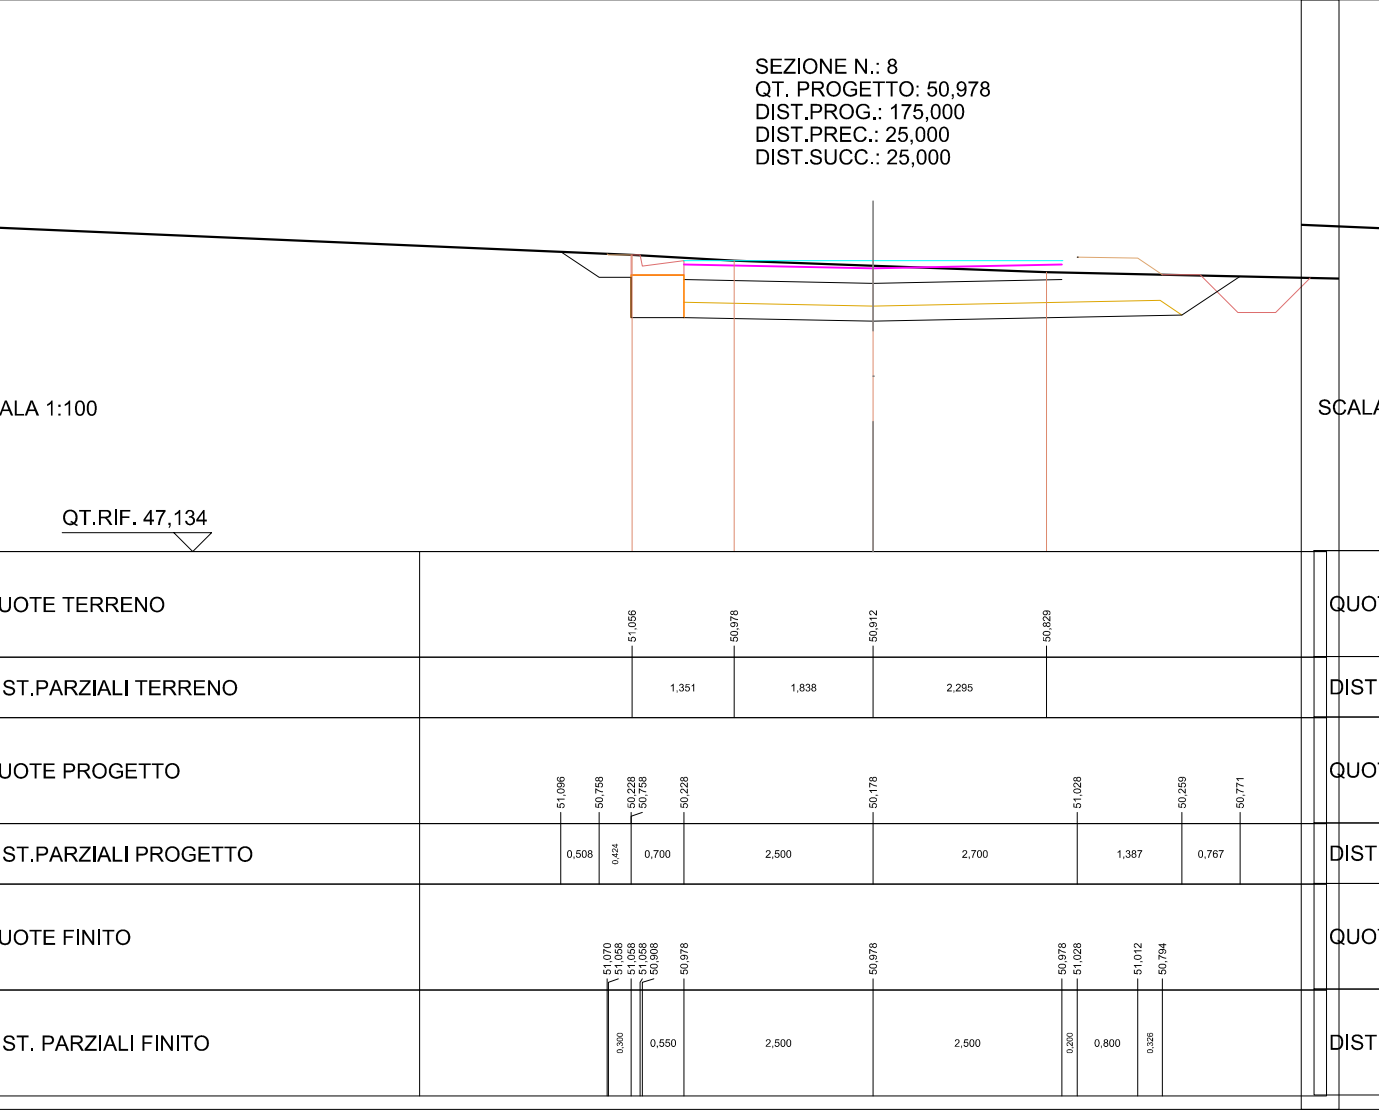 SEZIONE N.: 8
QT. PROGETTO: 50,978
DIST.PROG.: 175,000
DIST.PREC.: 25,000
DIST.SUCC.: 25,000
ALA 1:100
SCALA
QT.RIF. 47,134
UOTE TERRENO
51,056 50,978 50,912 50,829
QUOT
ST.PARZIALI TERRENO
1,351 1,838 2,295
DIST
UOTE PROGETTO
51,096 50,758 50,228 50,758 50,228 50,178 51,028 50,259 50,771
QUOT
ST.PARZIALI PROGETTO
0,508 0,424 0,700 2,500 2,700 1,387 0,767
DIST
UOTE FINITO
51,070 51,058 51,058 51,058 50,908 50,978 50,978 50,978 51,028 51,012 50,794
QUOT
ST. PARZIALI FINITO
0,300 0,550 2,500 2,500 0,200 0,800 0,326
DIST